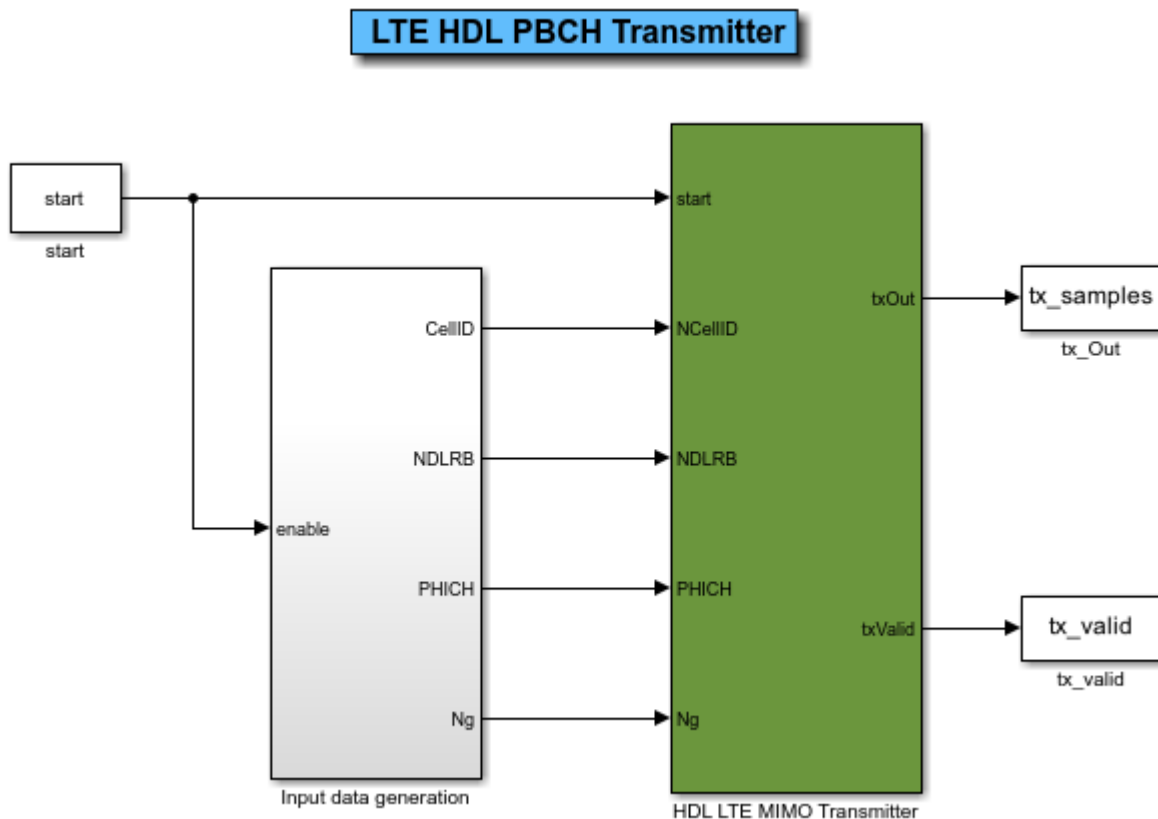 LTE HDL PBCH Transmitter
start
start
start
txOut
tx_samples
tx_Out
CellID
NCellID
NDLRB
NDLRB
enable
PHICH
PHICH
txValid
tx_valid
tx_valid
Ng
Ng
Input data generation
HDL LTE MIMO Transmitter